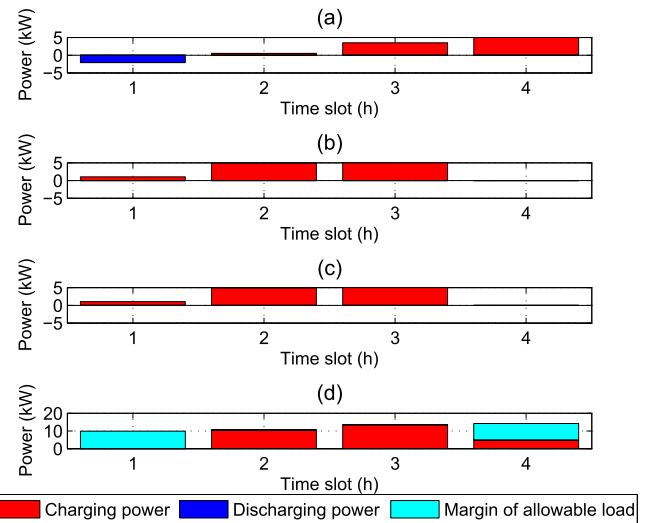 (a)
Power (kW)
5
0
−5
1 2 3 4
Time slot (h)
(b)
Power (kW)
5
0
−5
1 2 3 4
Time slot (h)
(c)
Power (kW)
5
0
−5
1 2 3 4
Time slot (h)
(d)
Power (kW)
20
10
0
1 2 3 4
Time slot (h)
Charging power Discharging power Margin of allowable load